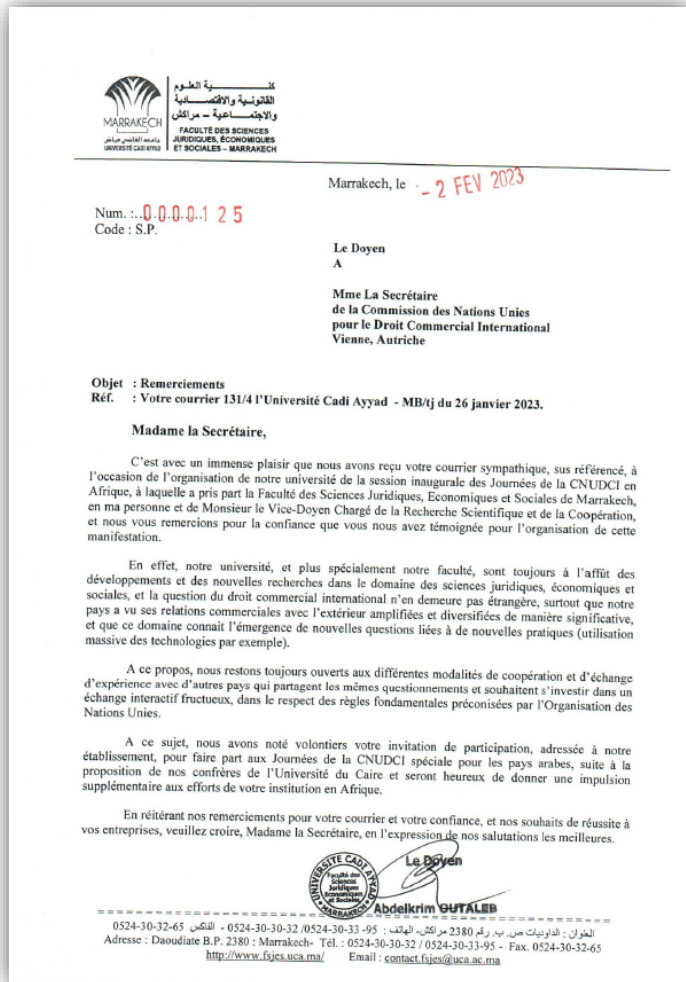 كليـــــــــة العلـوم
القانونـية والاقتصـــادية
والاجتمـــاعية – مراكش
FACULTÉ DES SCIENCES
JURIDIQUES, ÉCONOMIQUES
ET SOCIALES – MARRAKECH
MARRAKECH
جامعة القاضي عياض
UNIVERSITÉ CADI AYYAD
Marrakech, le - 2 FEV 2023
Num. :..0.0.0.0..1 2 5
Code : S.P.
Le Doyen
A
Mme La Secrétaire
de la Commission des Nations Unies
pour le Droit Commercial International
Vienne, Autriche
Objet : Remerciements
Réf. : Votre courrier 131/4 l'Université Cadi Ayyad - MB/tj du 26 janvier 2023.
Madame la Secrétaire,
C'est avec un immense plaisir que nous avons reçu votre courrier sympathique, sus référencé, à
l'occasion de l'organisation de notre université de la session inaugurale des Journées de la CNUDCI en
Afrique, à laquelle a pris part la Faculté des Sciences Juridiques, Economiques et Sociales de Marrakech,
en ma personne et de Monsieur le Vice-Doyen Chargé de la Recherche Scientifique et de la Coopération,
et nous vous remercions pour la confiance que vous nous avez témoignée pour l'organisation de cette
manifestation.
En effet, notre université, et plus spécialement notre faculté, sont toujours à l'affût des
développements et des nouvelles recherches dans le domaine des sciences juridiques, économiques et
sociales, et la question du droit commercial international n'en demeure pas étrangère, surtout que notre
pays a vu ses relations commerciales avec l'extérieur amplifiées et diversifiées de manière significative,
et que ce domaine connait l'émergence de nouvelles questions liées à de nouvelles pratiques (utilisation
massive des technologies par exemple).
A ce propos, nous restons toujours ouverts aux différentes modalités de coopération et d'échange
d'expérience avec d'autres pays qui partagent les mêmes questionnements et souhaitent s'investir dans un
échange interactif fructueux, dans le respect des règles fondamentales préconisées par l'Organisation des
Nations Unies.
A ce sujet, nous avons noté volontiers votre invitation de participation, adressée à notre
établissement, pour faire part aux Journées de la CNUDCI spéciale pour les pays arabes, suite à la
proposition de nos confrères de l'Université du Caire et seront heureux de donner une impulsion
supplémentaire aux efforts de votre institution en Afrique.
En réitérant nos remerciements pour votre courrier et votre confiance, et nos souhaits de réussite à
vos entreprises, veuillez croire, Madame la Secrétaire, en l'expression de nos salutations les meilleures.
UNIVERSITE CADI AYYAD
Faculté des
Sciences
Juridiques
Economiques
et Sociales
MARRAKECH
Le Doyen
Abdelkrim OUTALEB
العنوان : الداوديات ص. ب. رقم 2380 مراكش، الهاتف : 95- 33-30-0524/ 32-30-30-0524 - الفاكس 65-32-30-0524
Adresse : Daoudiate B.P. 2380 : Marrakech- Tél. : 0524-30-30-32 / 0524-30-33-95 - Fax. 0524-30-32-65
http://www.fsjes.uca.ma/ Email : contact.fsjes@uca.ac.ma